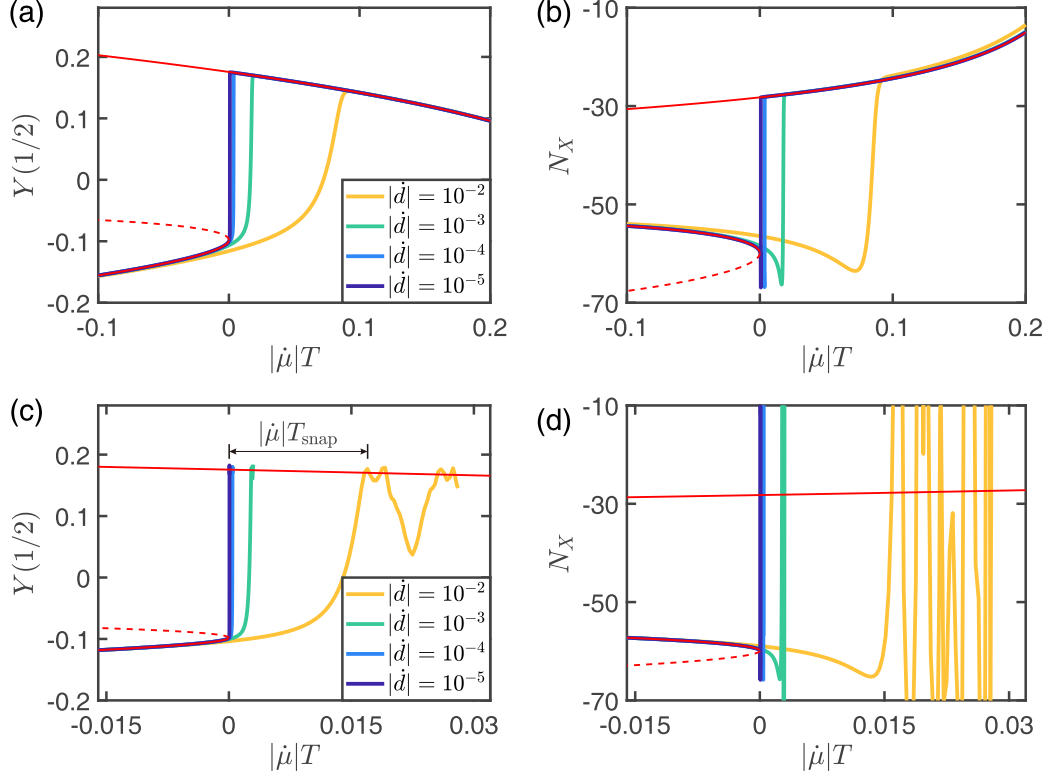 (a)
0.2
0.1
0
-0.1
-0.2
Y(1/2)
-0.1 0 0.1 0.2
|μ̇|T
|ḋ| = 10⁻²
|ḋ| = 10⁻³
|ḋ| = 10⁻⁴
|ḋ| = 10⁻⁵
(b)
-10
-30
-50
-70
N_X
-0.1 0 0.1 0.2
|μ̇|T
(c)
0.2
0.1
0
-0.1
-0.2
Y(1/2)
|μ̇|T_snap
-0.015 0 0.015 0.03
|μ̇|T
|ḋ| = 10⁻²
|ḋ| = 10⁻³
|ḋ| = 10⁻⁴
|ḋ| = 10⁻⁵
(d)
-10
-30
-50
-70
N_X
-0.015 0 0.015 0.03
|μ̇|T